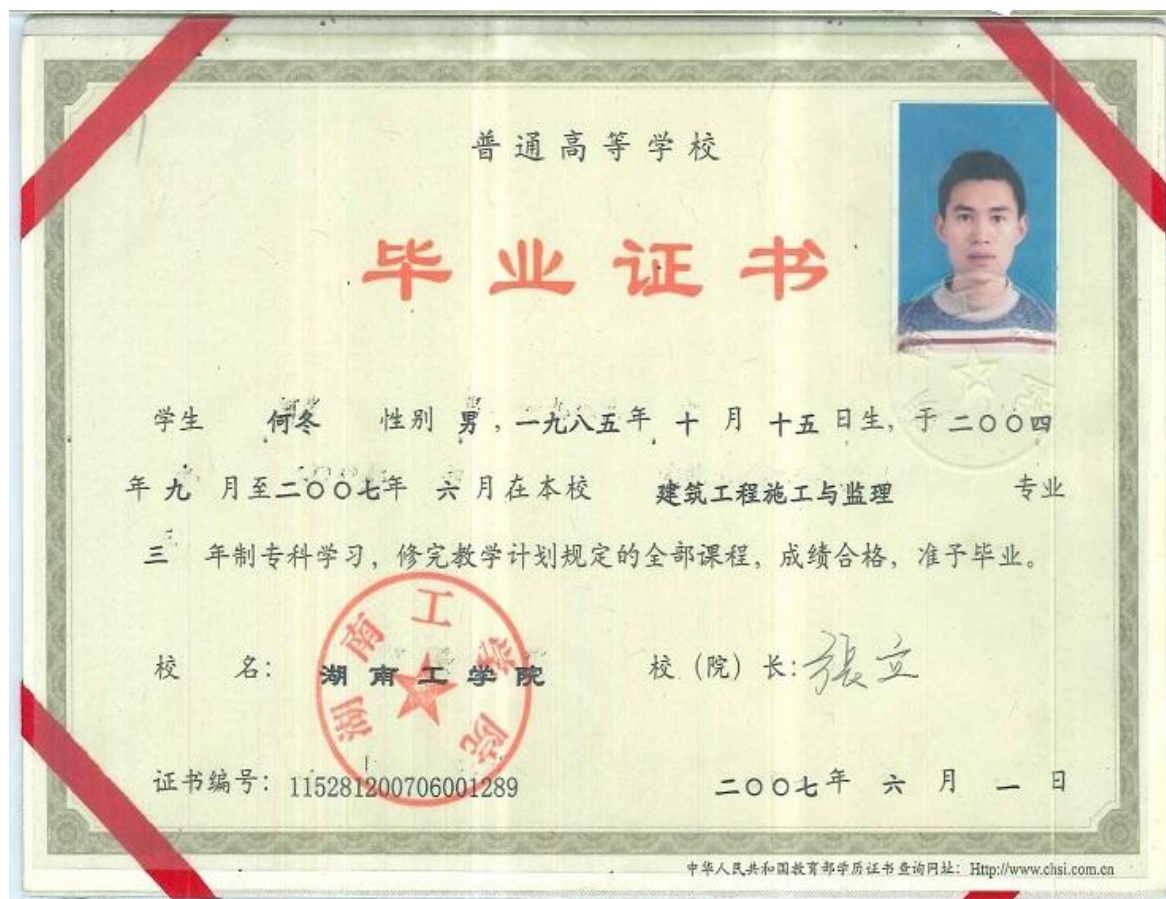 普通高等学校
毕业证书
学生 何冬 性别 男，一九八五年 十 月 十五 日生，于二〇〇四
年 九 月至二〇〇七年 六 月在本校 建筑工程施工与监理 专业
三 年制专科学习，修完教学计划规定的全部课程，成绩合格，准予毕业。
湖南工学院
校 名：湖南工学院 校（院）长：張立
证书编号：115281200706001289 二〇〇七年 六 月 一 日
中华人民共和国教育部学历证书查询网址：Http://www.chsi.com.cn